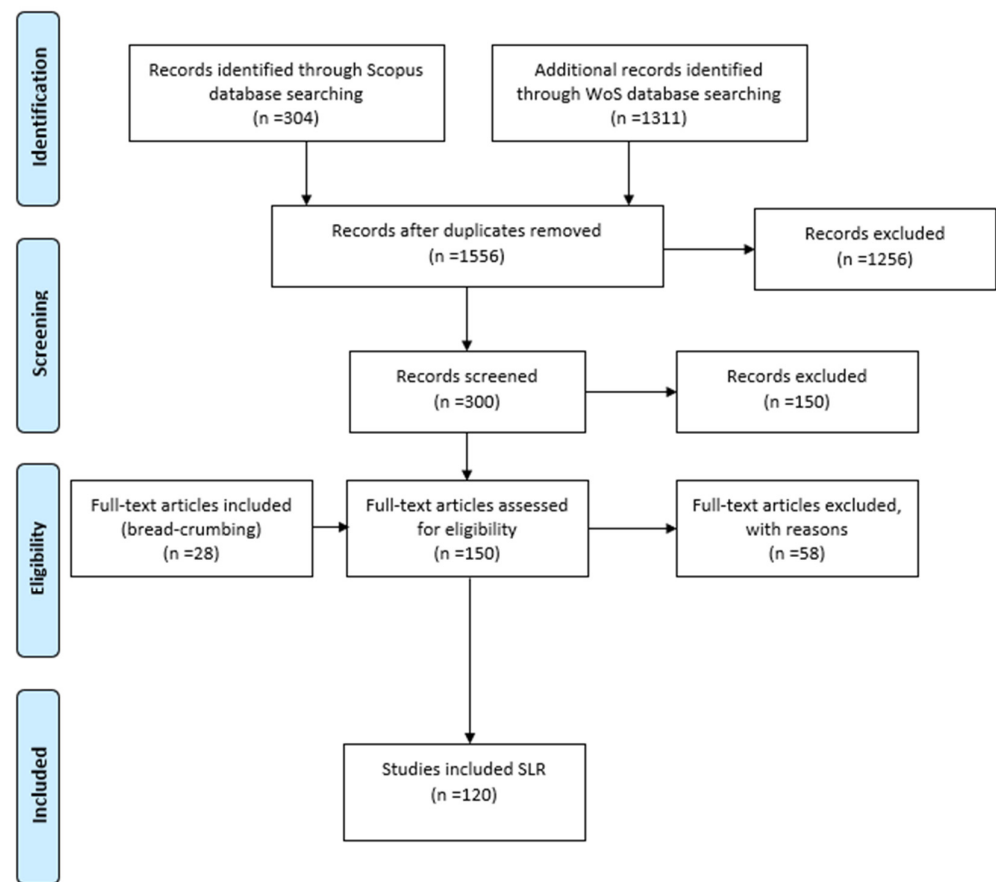 Identification
Records identified through Scopus
database searching
(n =304)
Additional records identified
through WoS database searching
(n =1311)
Records after duplicates removed
(n =1556)
Records excluded
(n =1256)
Screening
Records screened
(n =300)
Records excluded
(n =150)
Eligibility
Full-text articles included
(bread-crumbing)
(n =28)
Full-text articles assessed
for eligibility
(n =150)
Full-text articles excluded,
with reasons
(n =58)
Included
Studies included SLR
(n =120)